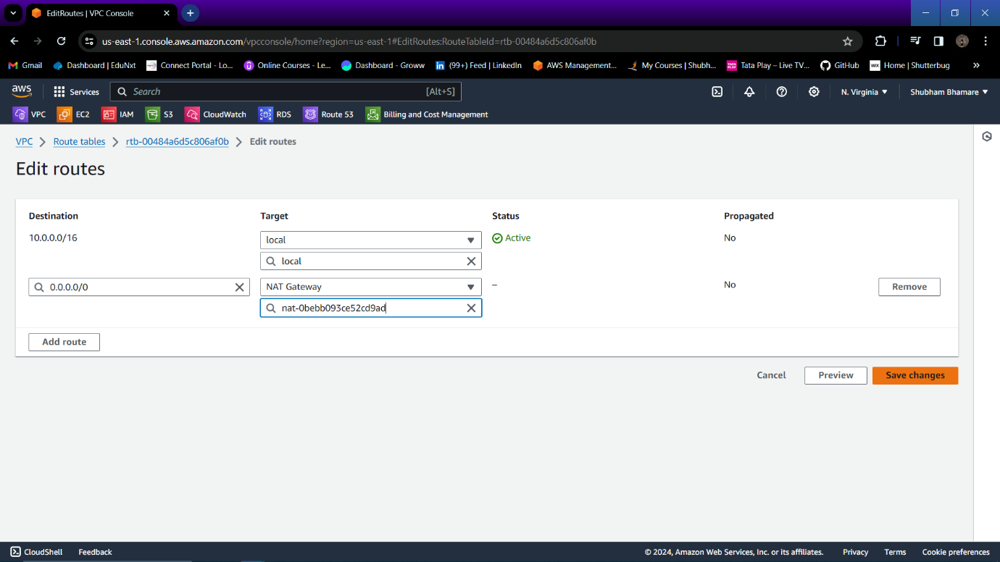 EditRoutes | VPC Console
us-east-1.console.aws.amazon.com/vpcconsole/home?region=us-east-1#EditRoutes:RouteTableId=rtb-00484a6d5c806af0b
Gmail Dashboard | EduNxt Connect Portal - Lo... Online Courses - Le... Dashboard - Groww (99+) Feed | LinkedIn AWS Management... My Courses | Shubh... Tata Play – Live TV... GitHub WIX Home | Shutterbug »
aws Services Search [Alt+S] N. Virginia Shubham Bhamare
VPC EC2 IAM S3 CloudWatch RDS Route 53 Billing and Cost Management
VPC Route tables rtb-00484a6d5c806af0b Edit routes
Edit routes
Destination Target Status Propagated
10.0.0.0/16 local Active No
local
0.0.0.0/0 NAT Gateway – No Remove
nat-0bebb093ce52cd9ad
Add route
Cancel Preview Save changes
CloudShell Feedback © 2024, Amazon Web Services, Inc. or its affiliates. Privacy Terms Cookie preferences